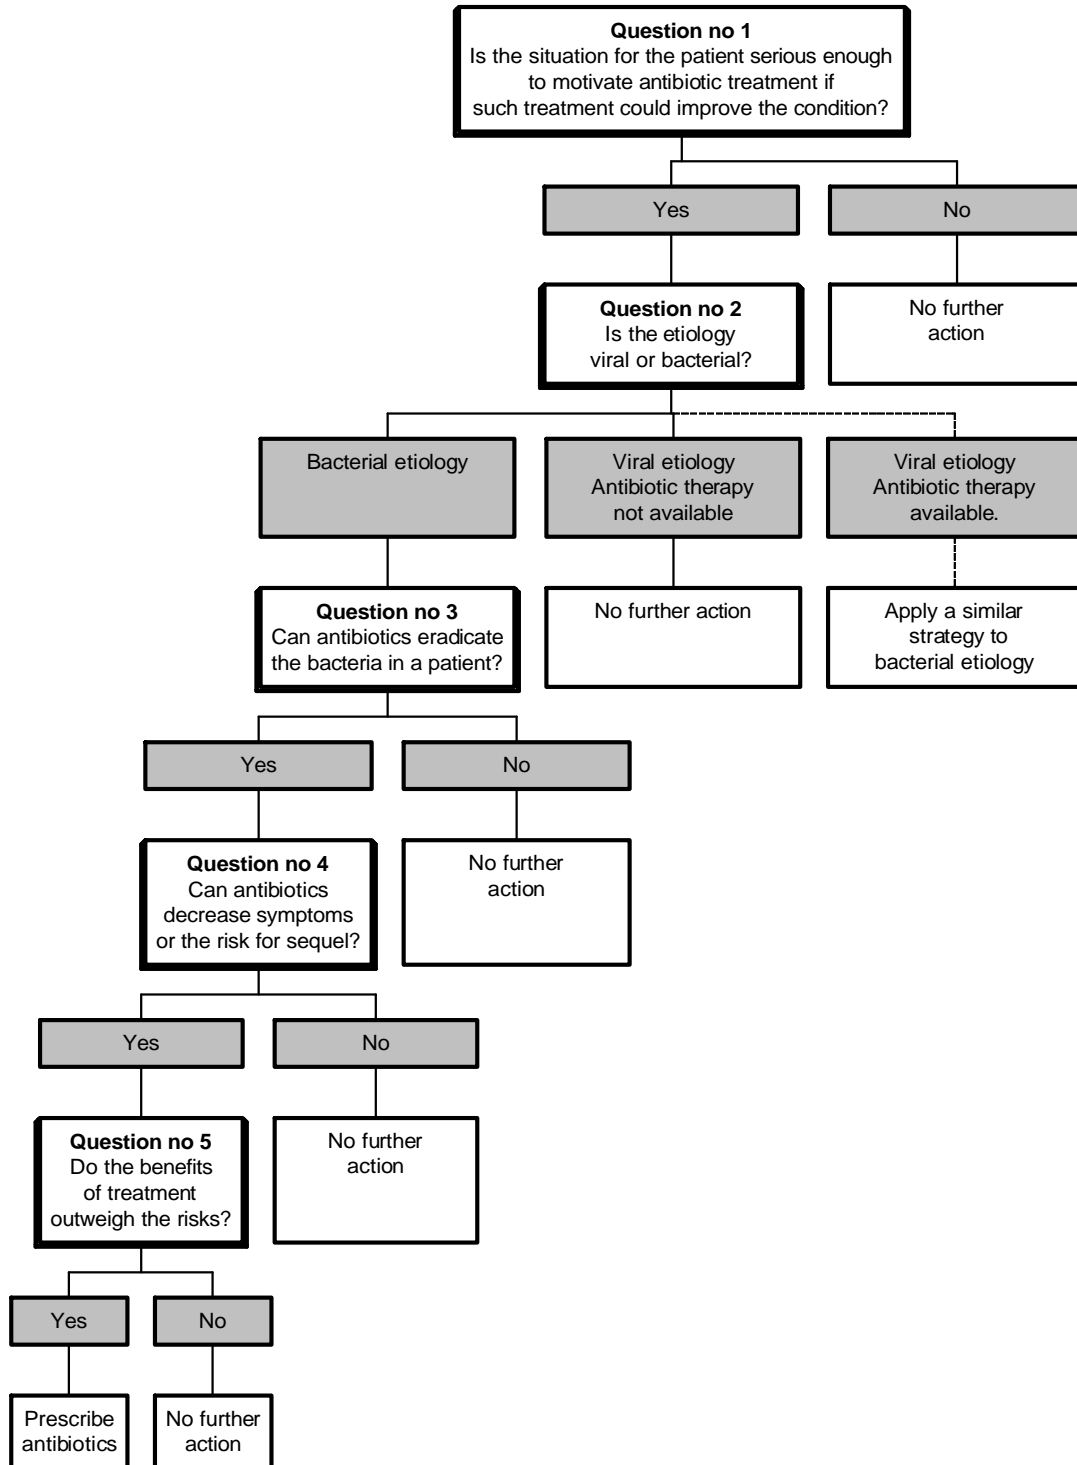 Question no 1
Is the situation for the patient serious enough
to motivate antibiotic treatment if
such treatment could improve the condition?
Yes
No
Question no 2
Is the etiology
viral or bacterial?
No further
action
Bacterial etiology
Viral etiology
Antibiotic therapy
not available
Viral etiology
Antibiotic therapy
available.
Question no 3
Can antibiotics eradicate
the bacteria in a patient?
No further action
Apply a similar
strategy to
bacterial etiology
Yes
No
Question no 4
Can antibiotics
decrease symptoms
or the risk for sequel?
No further
action
Yes
No
Question no 5
Do the benefits
of treatment
outweigh the risks?
No further
action
Yes
No
Prescribe
antibiotics
No further
action